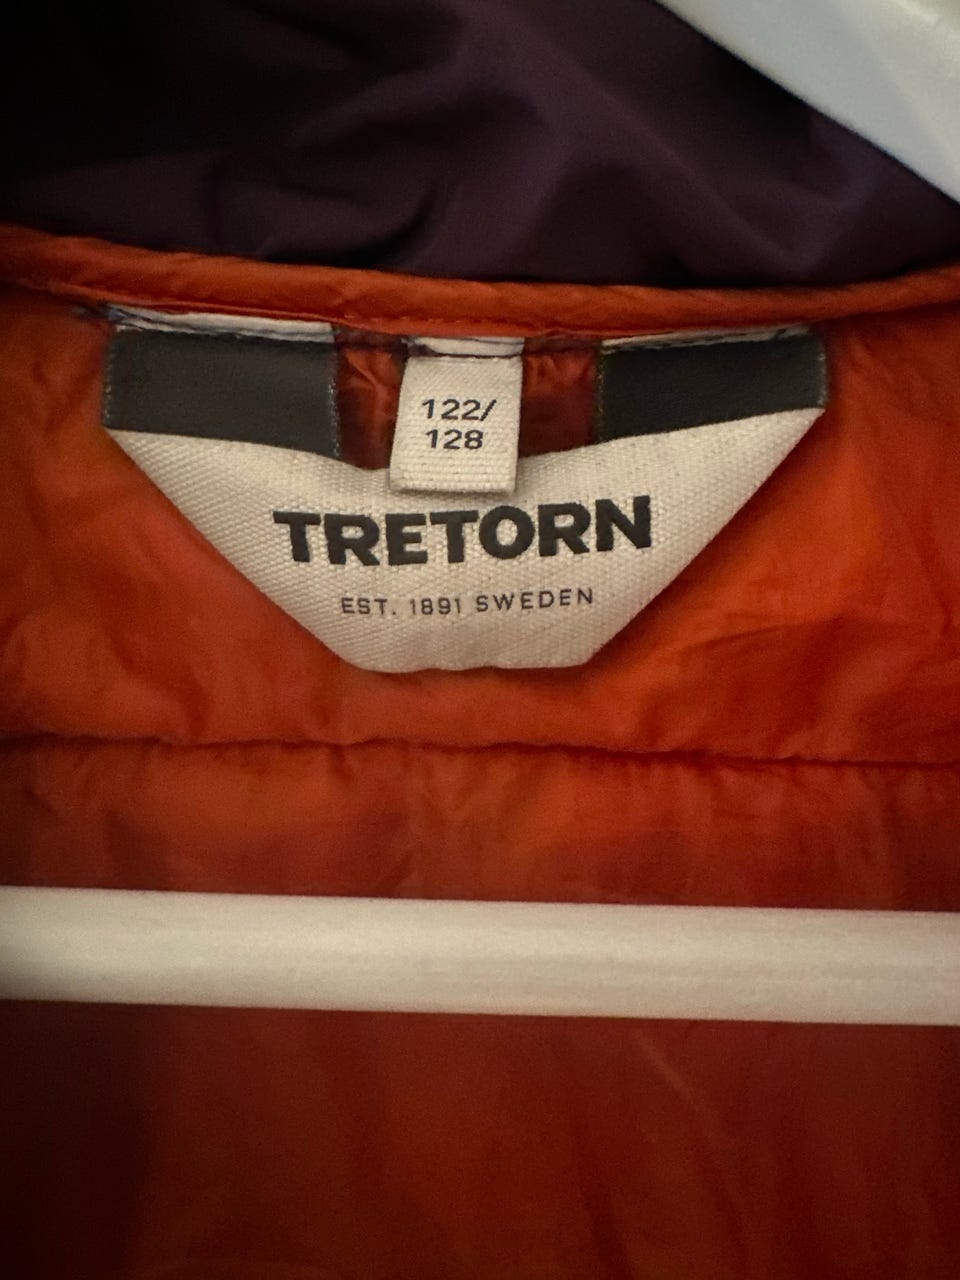 122/
128
TRETORN
EST. 1891 SWEDEN